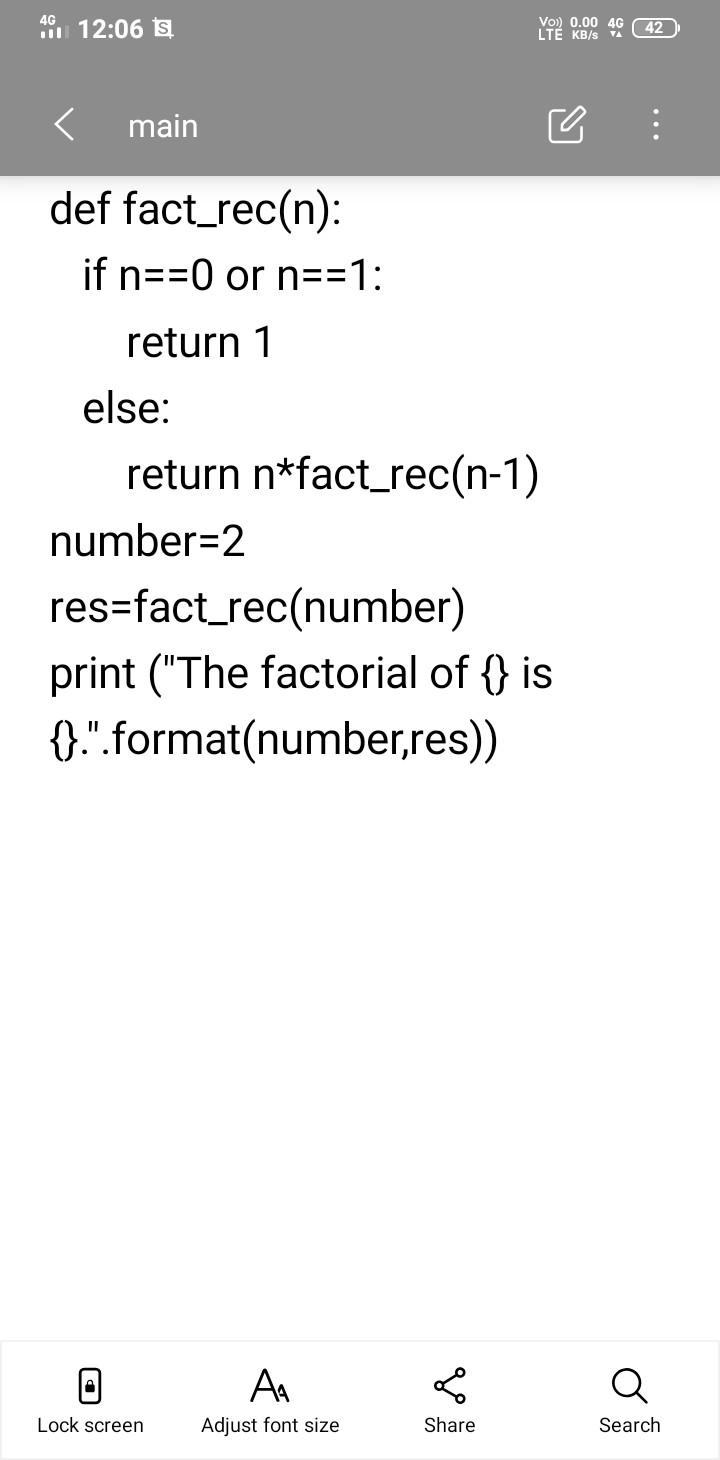 4G 12:06 Vo)) LTE 0.00 KB/s 4G 42
main
def fact_rec(n):
if n==0 or n==1:
return 1
else:
return n*fact_rec(n-1)
number=2
res=fact_rec(number)
print ("The factorial of {} is
{}.".format(number,res))
Lock screen Adjust font size Share Search